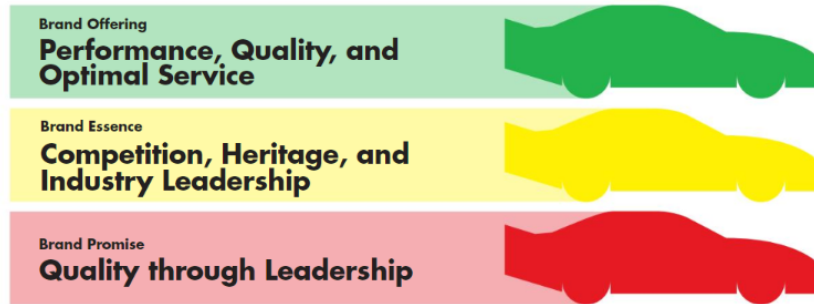 Brand Offering
Performance, Quality, and
Optimal Service
Brand Essence
Competition, Heritage, and
Industry Leadership
Brand Promise
Quality through Leadership